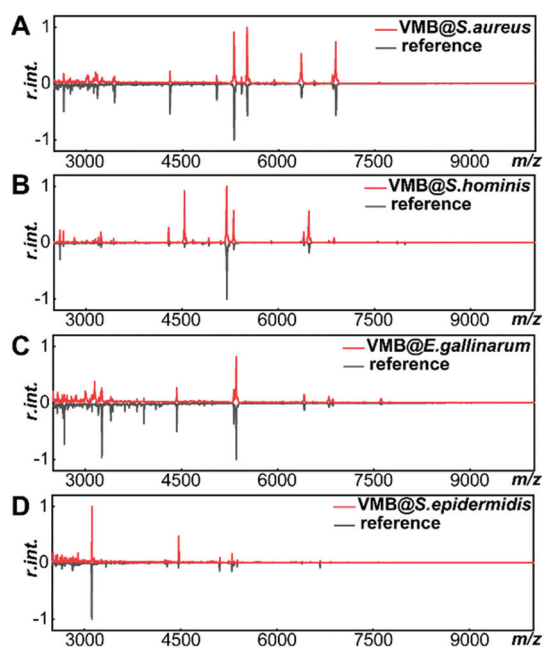 A
VMB@S.aureus
reference
1
0
-1
r.int.
3000 4500 6000 7500 9000 m/z
B
VMB@S.hominis
reference
1
0
-1
r.int.
3000 4500 6000 7500 9000 m/z
C
VMB@E.gallinarum
reference
1
0
-1
r.int.
3000 4500 6000 7500 9000 m/z
D
VMB@S.epidermidis
reference
1
0
-1
r.int.
3000 4500 6000 7500 9000 m/z